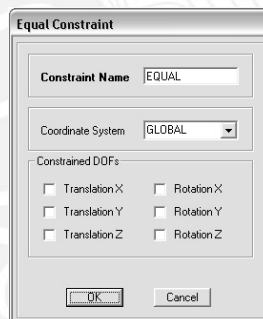 Equal Constraint
Constraint Name EQUAL
Coordinate System GLOBAL
Constrained DOFs
Translation X Rotation X
Translation Y Rotation Y
Translation Z Rotation Z
OK Cancel